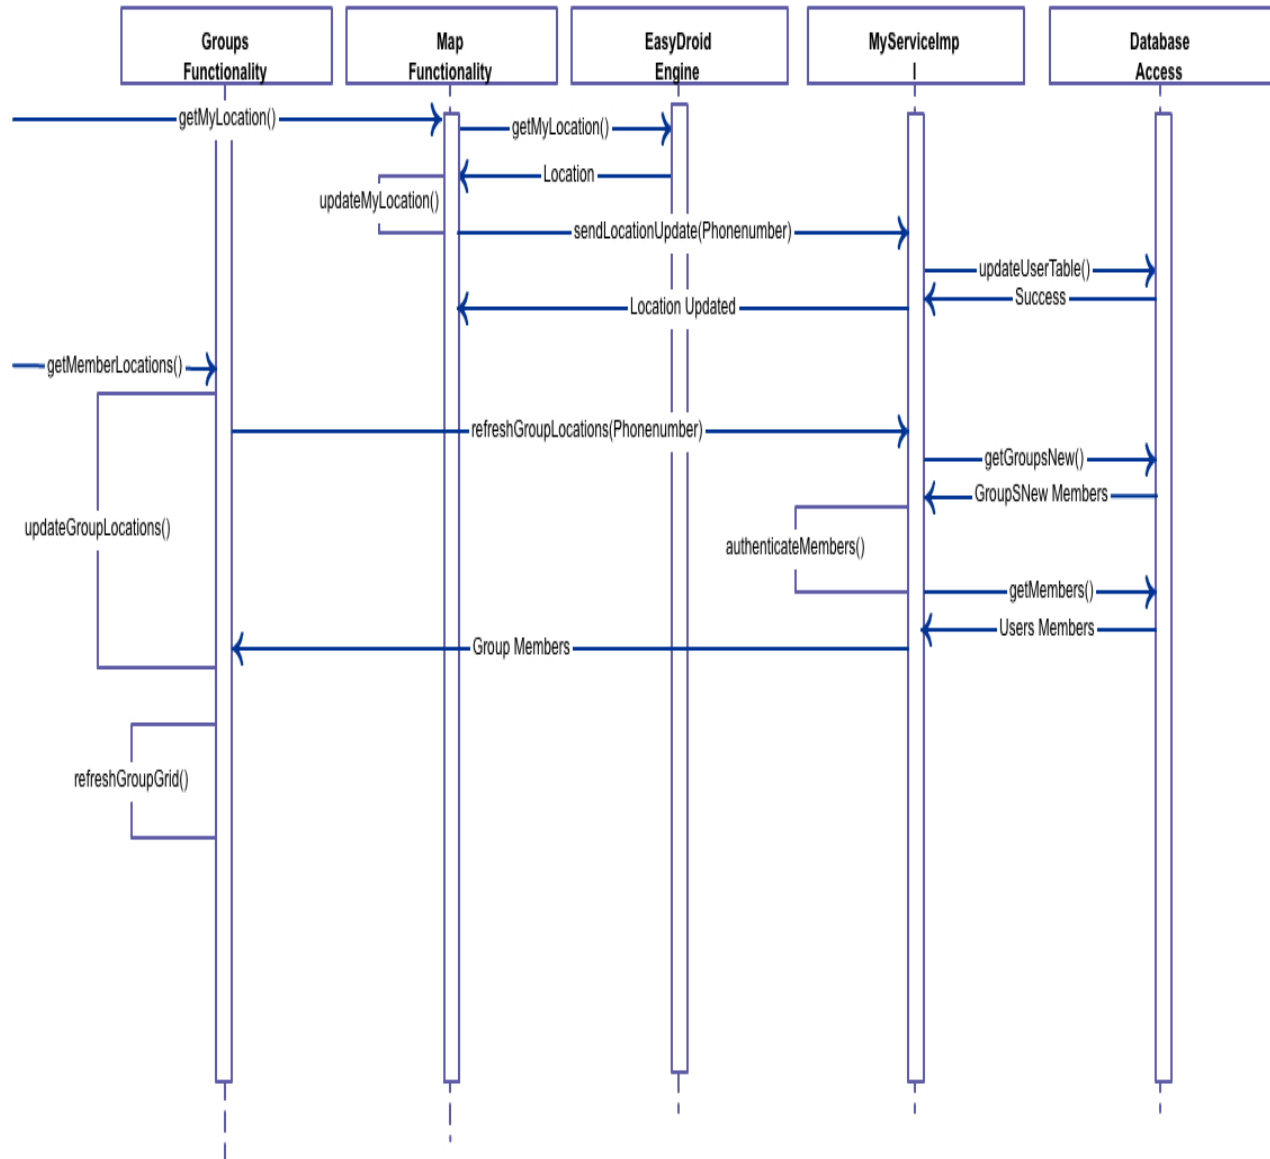 Groups
Functionality
Map
Functionality
EasyDroid
Engine
MyServiceImp
l
Database
Access
getMyLocation()
getMyLocation()
Location
updateMyLocation()
sendLocationUpdate(Phonenumber)
updateUserTable()
Success
Location Updated
getMemberLocations()
refreshGroupLocations(Phonenumber)
getGroupsNew()
GroupSNew Members
updateGroupLocations()
authenticateMembers()
getMembers()
Users Members
Group Members
refreshGroupGrid()